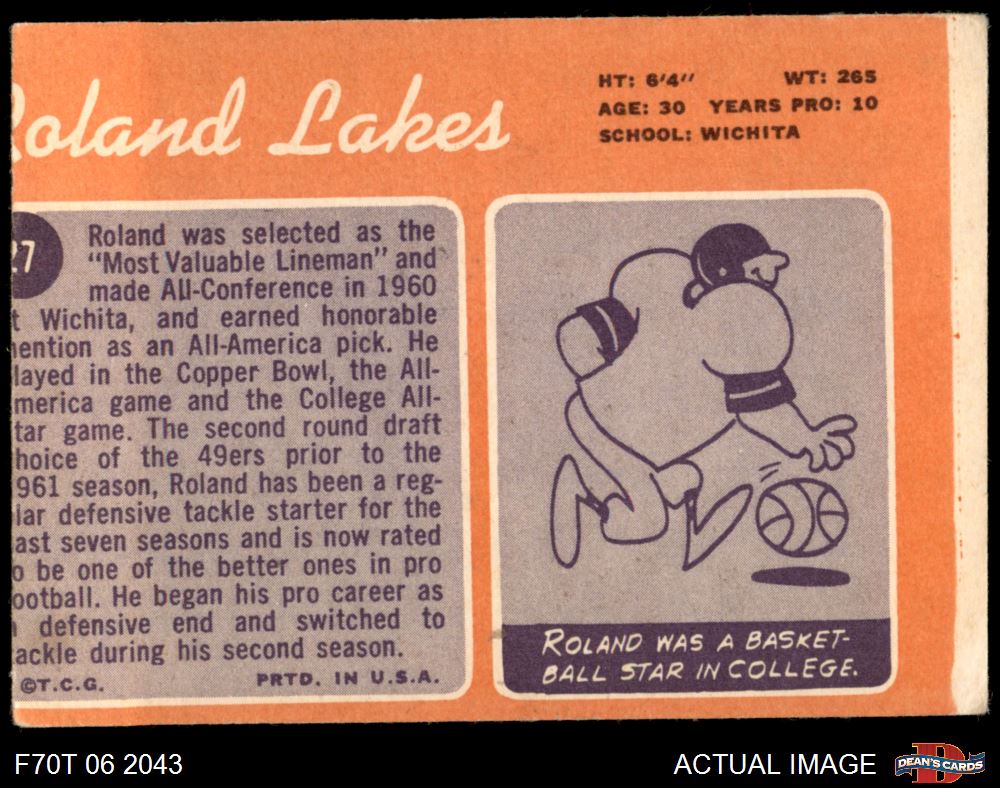 oland Lakes
HT: 6'4" WT: 265
AGE: 30 YEARS PRO: 10
SCHOOL: WICHITA
27
Roland was selected as the
"Most Valuable Lineman" and
made All-Conference in 1960
t Wichita, and earned honorable
ention as an All-America pick. He
layed in the Copper Bowl, the All-
merica game and the College All-
tar game. The second round draft
hoice of the 49ers prior to the
961 season, Roland has been a reg-
lar defensive tackle starter for the
ast seven seasons and is now rated
o be one of the better ones in pro
ootball. He began his pro career as
defensive end and switched to
ackle during his second season.
©T.C.G. PRTD. IN U.S.A.
ROLAND WAS A BASKET-
BALL STAR IN COLLEGE.
F70T 06 2043
ACTUAL IMAGE
DEAN'S CARDS